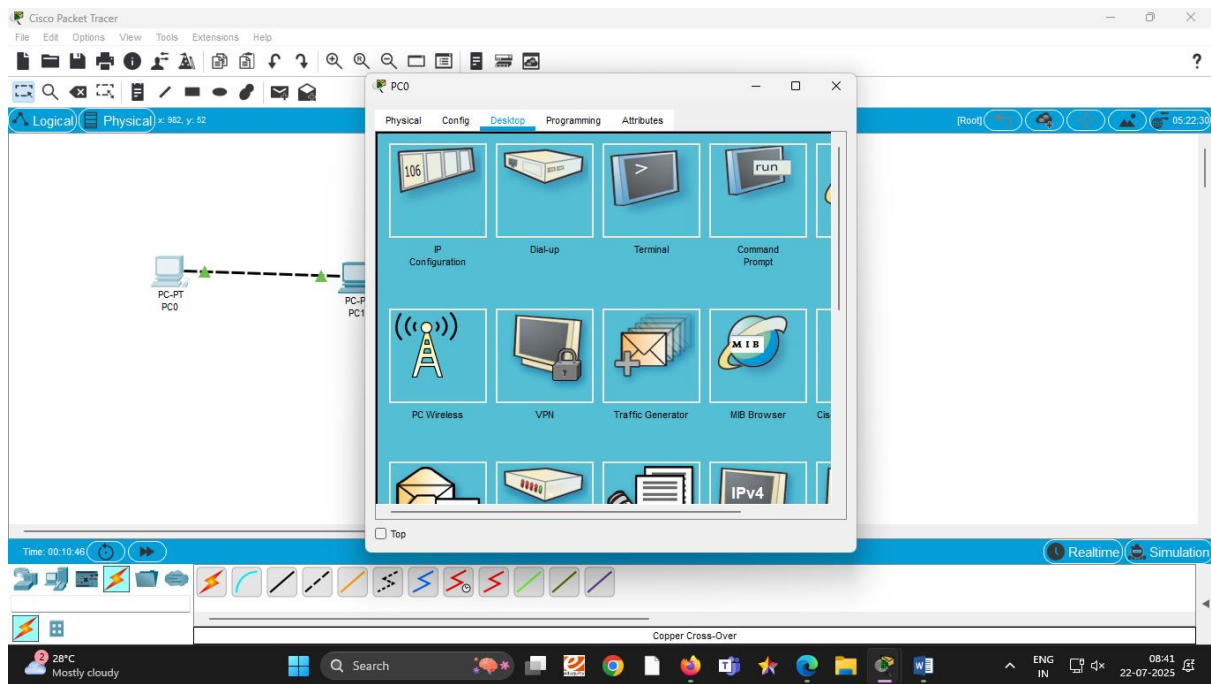 Cisco Packet Tracer
File Edit Options View Tools Extensions Help
?
PC0
Logical Physical x: 982, y: 52
[Root] 05:22:30
Physical Config Desktop Programming Attributes
106
>
run
IP Configuration
Dial-up
Terminal
Command Prompt
PC-PT
PC0
PC-P
PC1
MIB
?
PC Wireless
VPN
Traffic Generator
MIB Browser
Cis
IPv4
Top
Time: 00:10:46
Realtime Simulation
Copper Cross-Over
2
28°C
Mostly cloudy
Search
ENG
IN
08:41
22-07-2025